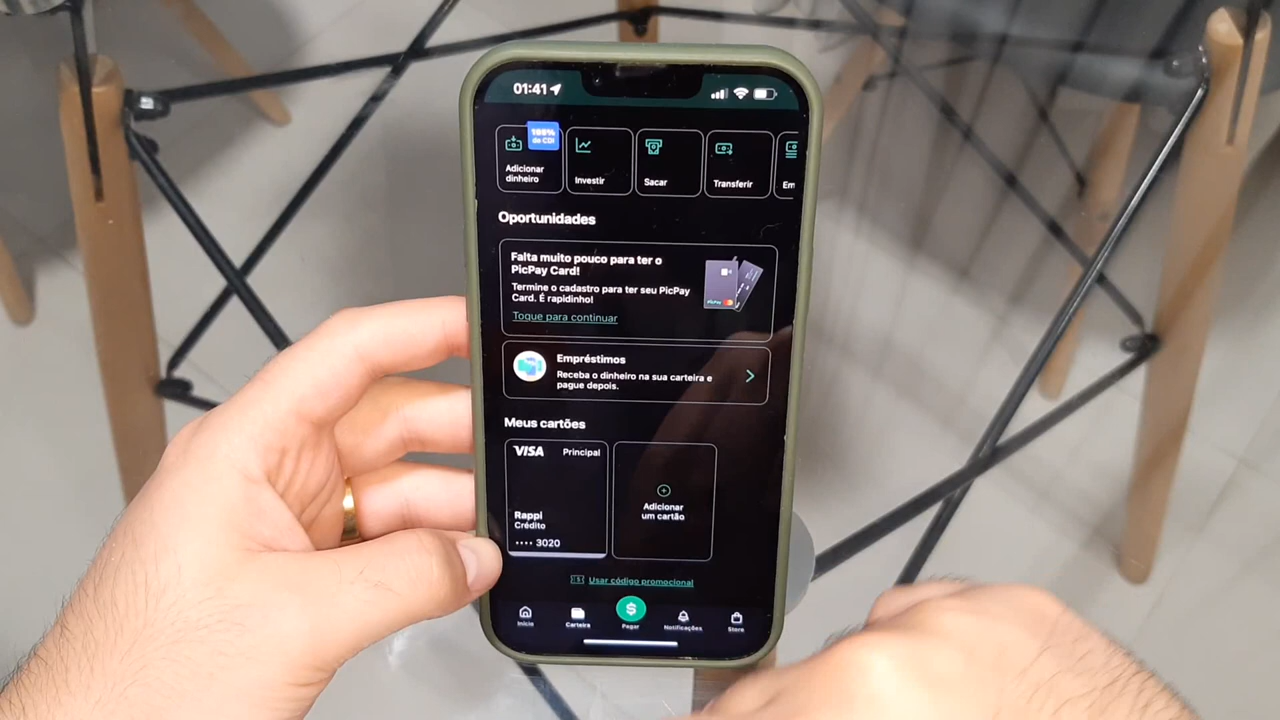 01:41
100%
do CDI
Adicionar
dinheiro
Investir
Sacar
Transferir
Em
Oportunidades
Falta muito pouco para ter o
PicPay Card!
Termine o cadastro para ter seu PicPay
Card. É rapidinho!
Toque para continuar
PicPay
Empréstimos
Receba o dinheiro na sua carteira e
pague depois.
Meus cartões
VISA Principal
Rappi
Crédito
•••• 3020
Adicionar
um cartão
Usar código promocional
Início Carteira Pagar Notificações Store